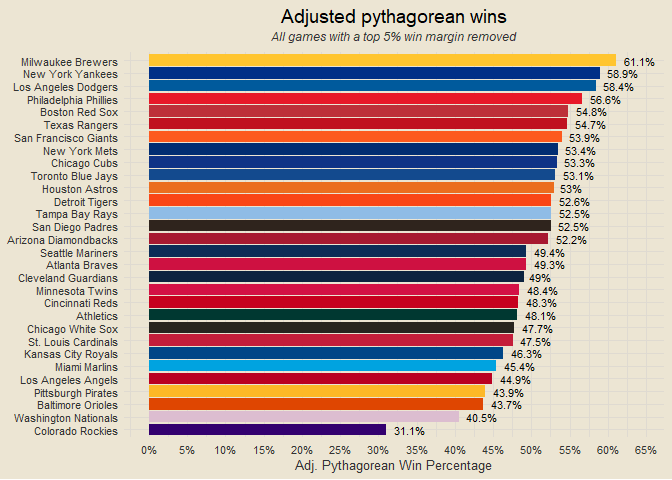 Adjusted pythagorean wins
All games with a top 5% win margin removed
Milwaukee Brewers 61.1%
New York Yankees 58.9%
Los Angeles Dodgers 58.4%
Philadelphia Phillies 56.6%
Boston Red Sox 54.8%
Texas Rangers 54.7%
San Francisco Giants 53.9%
New York Mets 53.4%
Chicago Cubs 53.3%
Toronto Blue Jays 53.1%
Houston Astros 53%
Detroit Tigers 52.6%
Tampa Bay Rays 52.5%
San Diego Padres 52.5%
Arizona Diamondbacks 52.2%
Seattle Mariners 49.4%
Atlanta Braves 49.3%
Cleveland Guardians 49%
Minnesota Twins 48.4%
Cincinnati Reds 48.3%
Athletics 48.1%
Chicago White Sox 47.7%
St. Louis Cardinals 47.5%
Kansas City Royals 46.3%
Miami Marlins 45.4%
Los Angeles Angels 44.9%
Pittsburgh Pirates 43.9%
Baltimore Orioles 43.7%
Washington Nationals 40.5%
Colorado Rockies 31.1%
0% 5% 10% 15% 20% 25% 30% 35% 40% 45% 50% 55% 60% 65%
Adj. Pythagorean Win Percentage